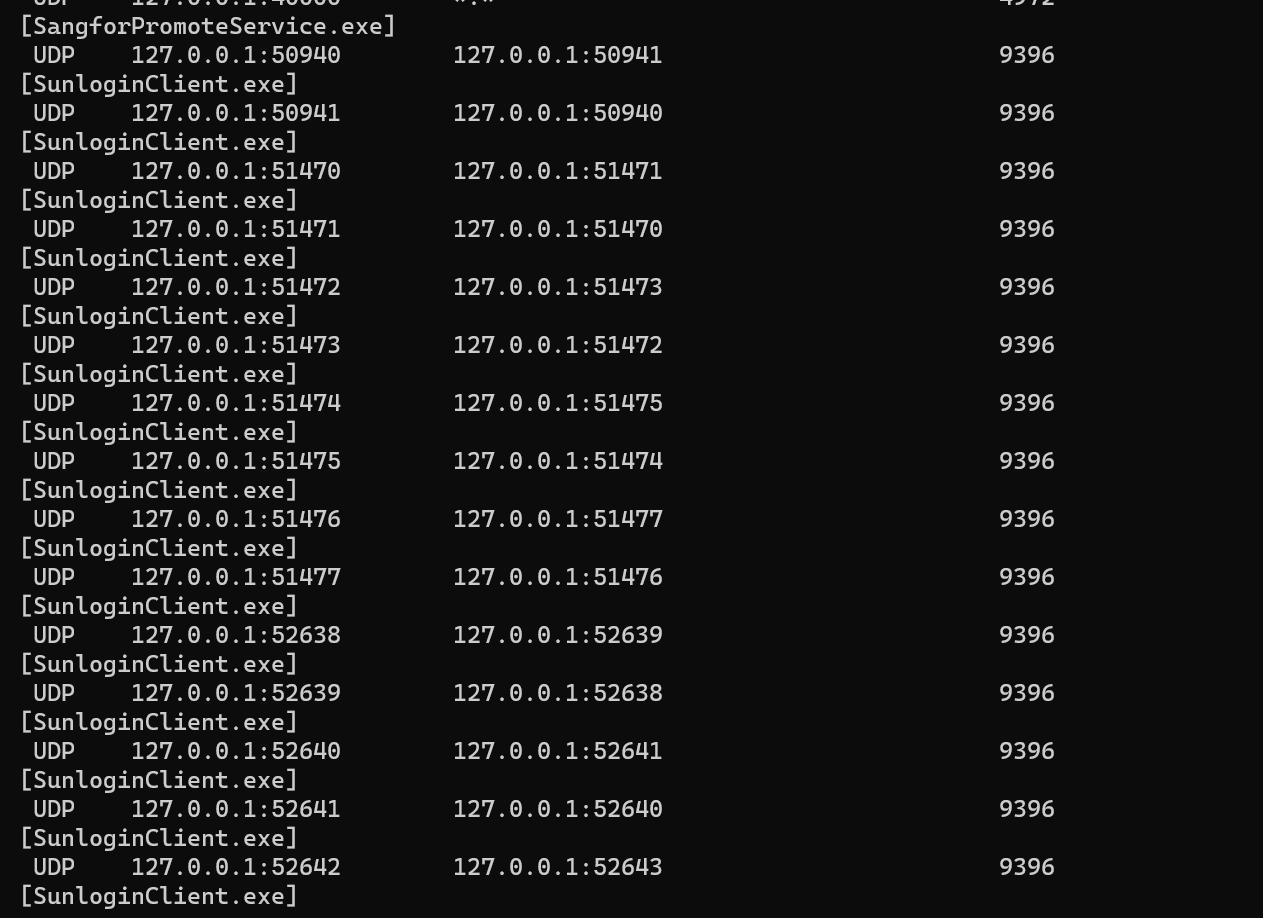 [SangforPromoteService.exe]
UDP 127.0.0.1:50940 127.0.0.1:50941 9396
[SunloginClient.exe]
UDP 127.0.0.1:50941 127.0.0.1:50940 9396
[SunloginClient.exe]
UDP 127.0.0.1:51470 127.0.0.1:51471 9396
[SunloginClient.exe]
UDP 127.0.0.1:51471 127.0.0.1:51470 9396
[SunloginClient.exe]
UDP 127.0.0.1:51472 127.0.0.1:51473 9396
[SunloginClient.exe]
UDP 127.0.0.1:51473 127.0.0.1:51472 9396
[SunloginClient.exe]
UDP 127.0.0.1:51474 127.0.0.1:51475 9396
[SunloginClient.exe]
UDP 127.0.0.1:51475 127.0.0.1:51474 9396
[SunloginClient.exe]
UDP 127.0.0.1:51476 127.0.0.1:51477 9396
[SunloginClient.exe]
UDP 127.0.0.1:51477 127.0.0.1:51476 9396
[SunloginClient.exe]
UDP 127.0.0.1:52638 127.0.0.1:52639 9396
[SunloginClient.exe]
UDP 127.0.0.1:52639 127.0.0.1:52638 9396
[SunloginClient.exe]
UDP 127.0.0.1:52640 127.0.0.1:52641 9396
[SunloginClient.exe]
UDP 127.0.0.1:52641 127.0.0.1:52640 9396
[SunloginClient.exe]
UDP 127.0.0.1:52642 127.0.0.1:52643 9396
[SunloginClient.exe]